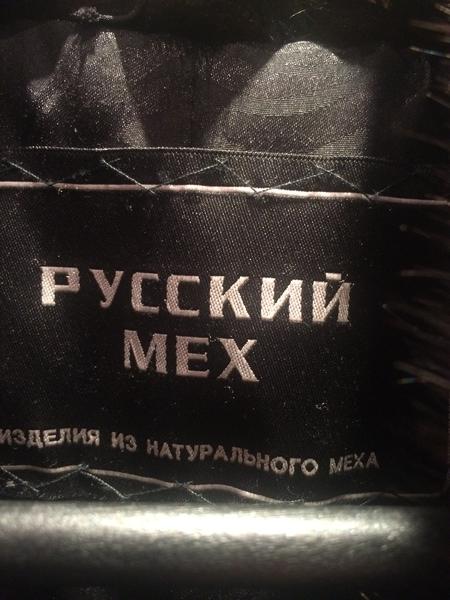 РУССКИЙ
МЕХ
ИЗДЕЛИЯ ИЗ НАТУРАЛЬНОГО МЕХА